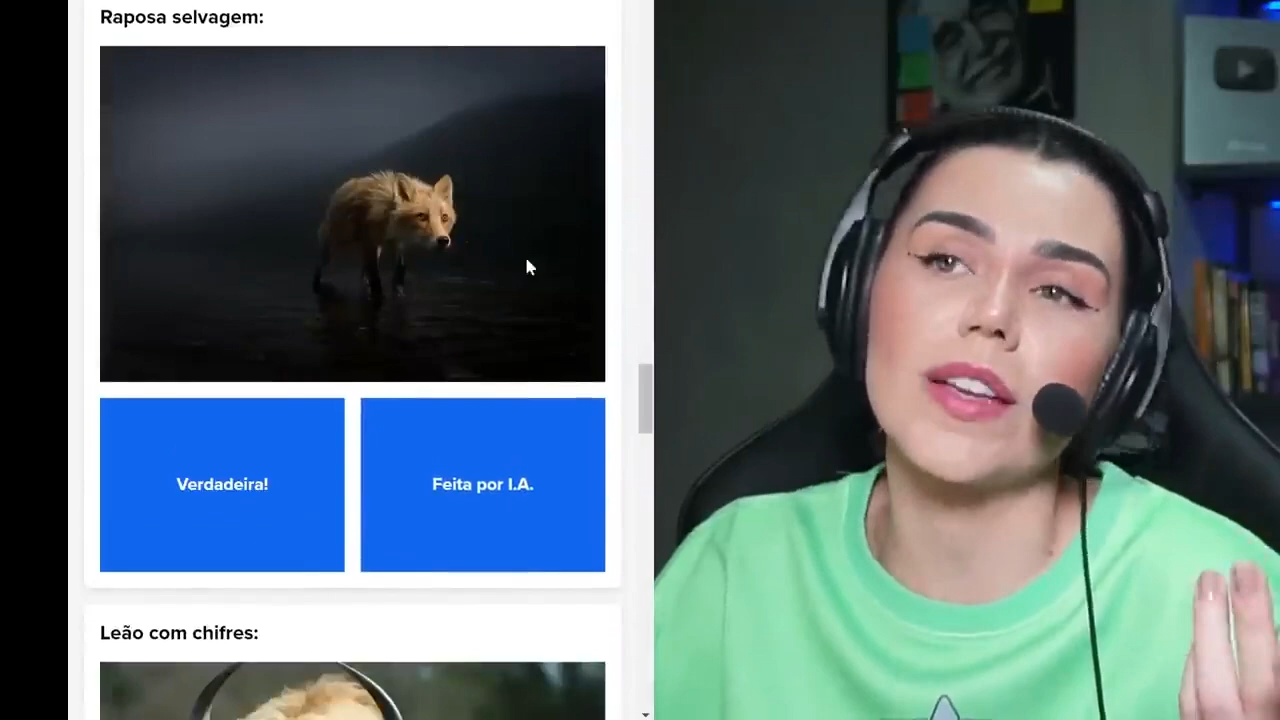 Raposa selvagem:
Verdadeira!
Feita por I.A.
Leão com chifres: